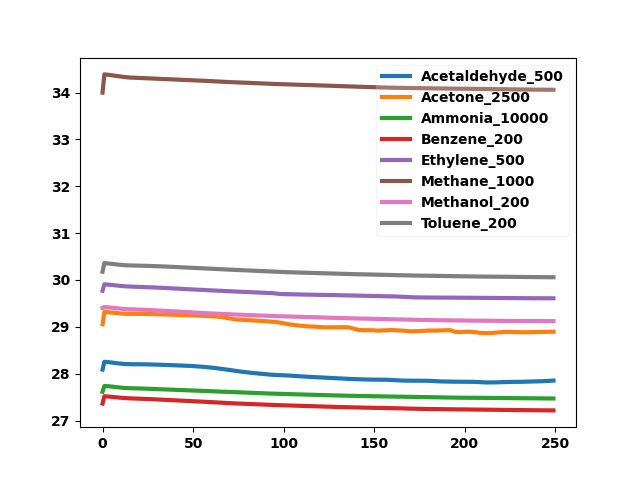 34
33
32
31
30
29
28
27
0 50 100 150 200 250
Acetaldehyde_500
Acetone_2500
Ammonia_10000
Benzene_200
Ethylene_500
Methane_1000
Methanol_200
Toluene_200